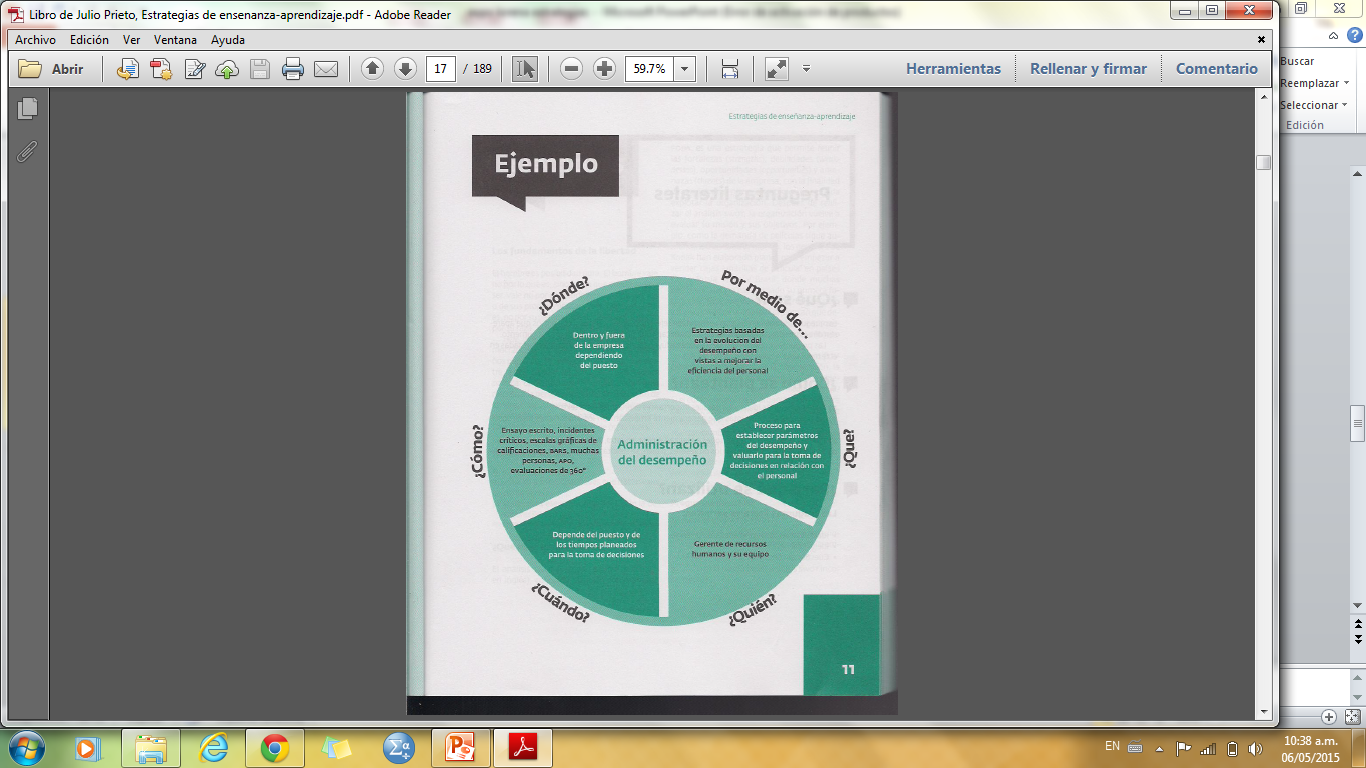 Libro de Julio Prieto, Estrategias de ensenanza-aprendizaje.pdf - Adobe Reader
Archivo Edición Ver Ventana Ayuda
Abrir
17 / 189
59.7%
Herramientas Rellenar y firmar Comentario
Buscar
Reemplazar
Seleccionar
Edición
Estrategias de enseñanza-aprendizaje
Ejemplo
Preguntas literales
¿Dónde?
Dentro y fuera
de la empresa
dependiendo
del puesto
Por medio de...
Estrategias basadas
en la evolucion del
desempeño con
vistas a mejorar la
eficiencia del personal
¿Cómo?
Ensayo escrito, incidentes
críticos, escalas gráficas de
calificaciones, BARS, muchas
personas, APO,
evaluaciones de 360°
Administración
del desempeño
¿Que?
Proceso para
establecer parámetros
del desempeño y
valuarlo para la toma de
decisiones en relación con
el personal
¿Cuándo?
Depende del puesto y de
los tiempos planeados
para la toma de decisiones
¿Quién?
Gerente de recursos
humanos y su equipo
11
EN
10:38 a.m.
06/05/2015